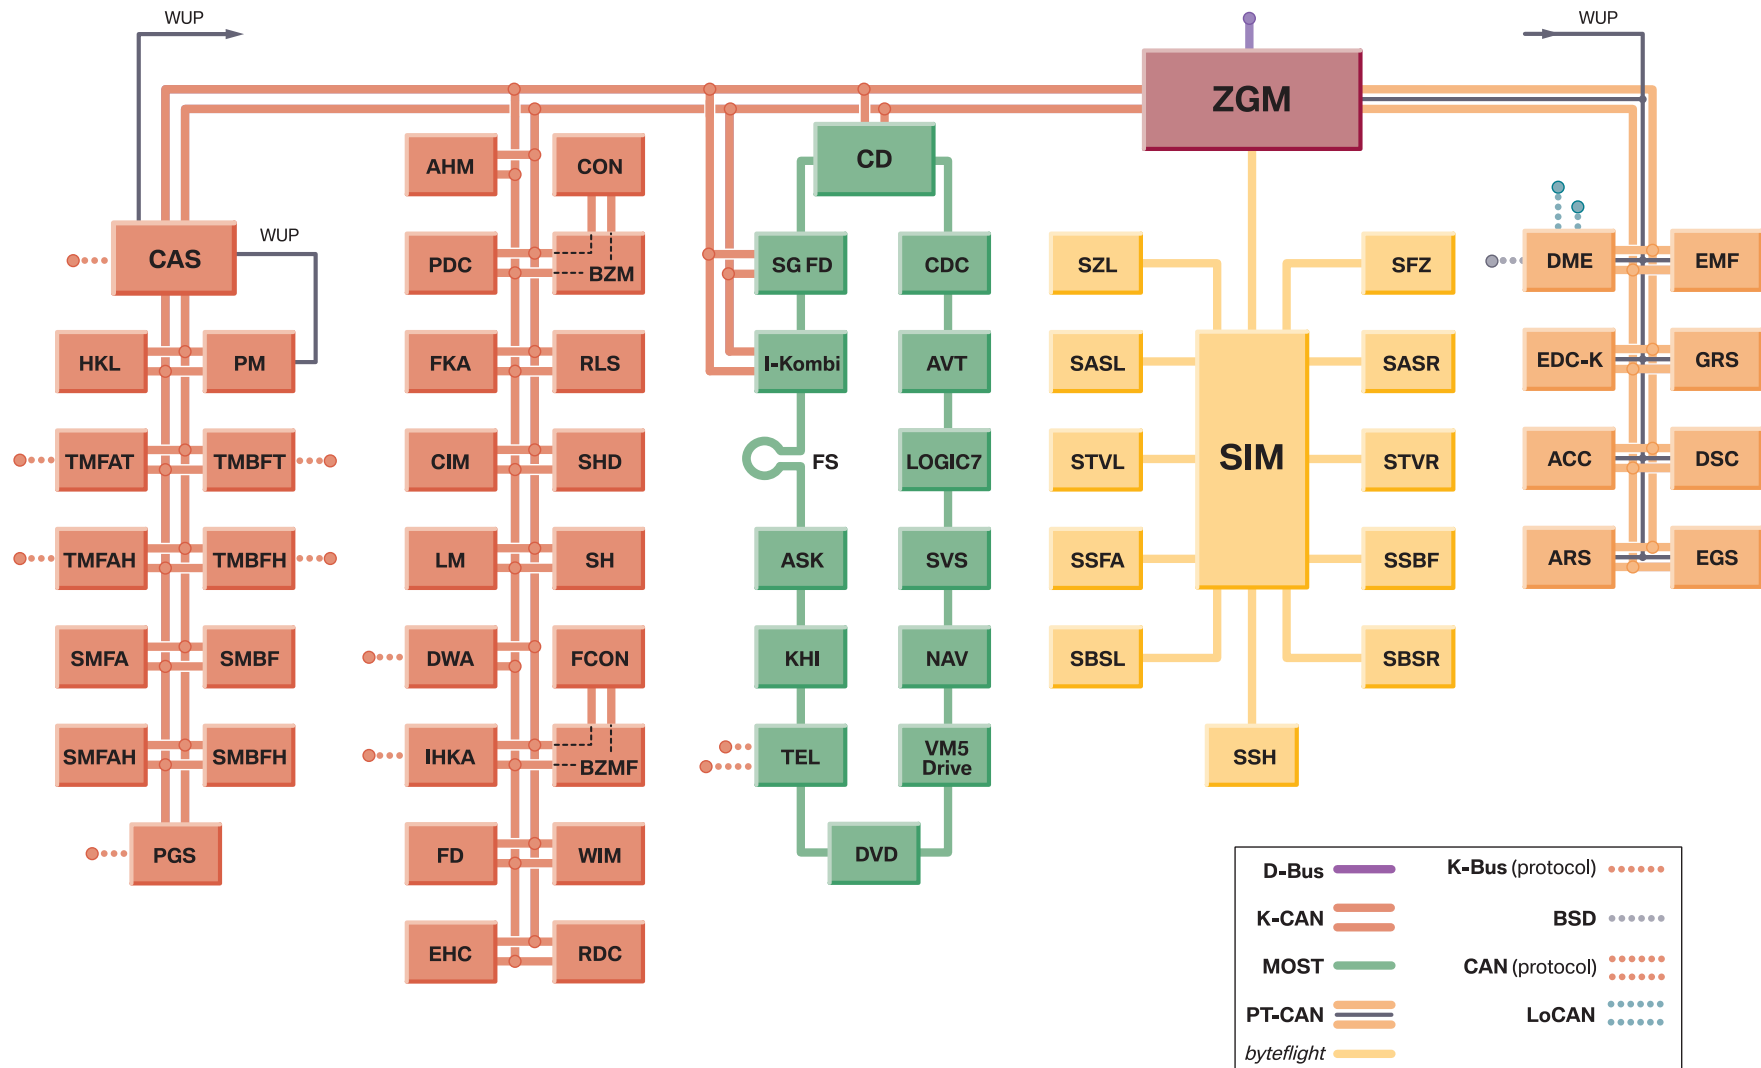 WUP
WUP
ZGM
CD
AHM
CON
CAS
WUP
PDC
BZM
SG FD
CDC
SZL
SFZ
DME
EMF
HKL
PM
FKA
RLS
I-Kombi
AVT
SASL
SASR
EDC-K
GRS
SIM
TMFAT
TMBFT
CIM
SHD
FS
LOGIC7
STVL
STVR
ACC
DSC
TMFAH
TMBFH
LM
SH
ASK
SVS
SSFA
SSBF
ARS
EGS
SMFA
SMBF
DWA
FCON
KHI
NAV
SBSL
SBSR
SMFAH
SMBFH
IHKA
BZMF
TEL
VM5
Drive
SSH
PGS
FD
WIM
DVD
EHC
RDC
D-Bus
K-Bus (protocol)
K-CAN
BSD
MOST
CAN (protocol)
PT-CAN
LoCAN
byteflight